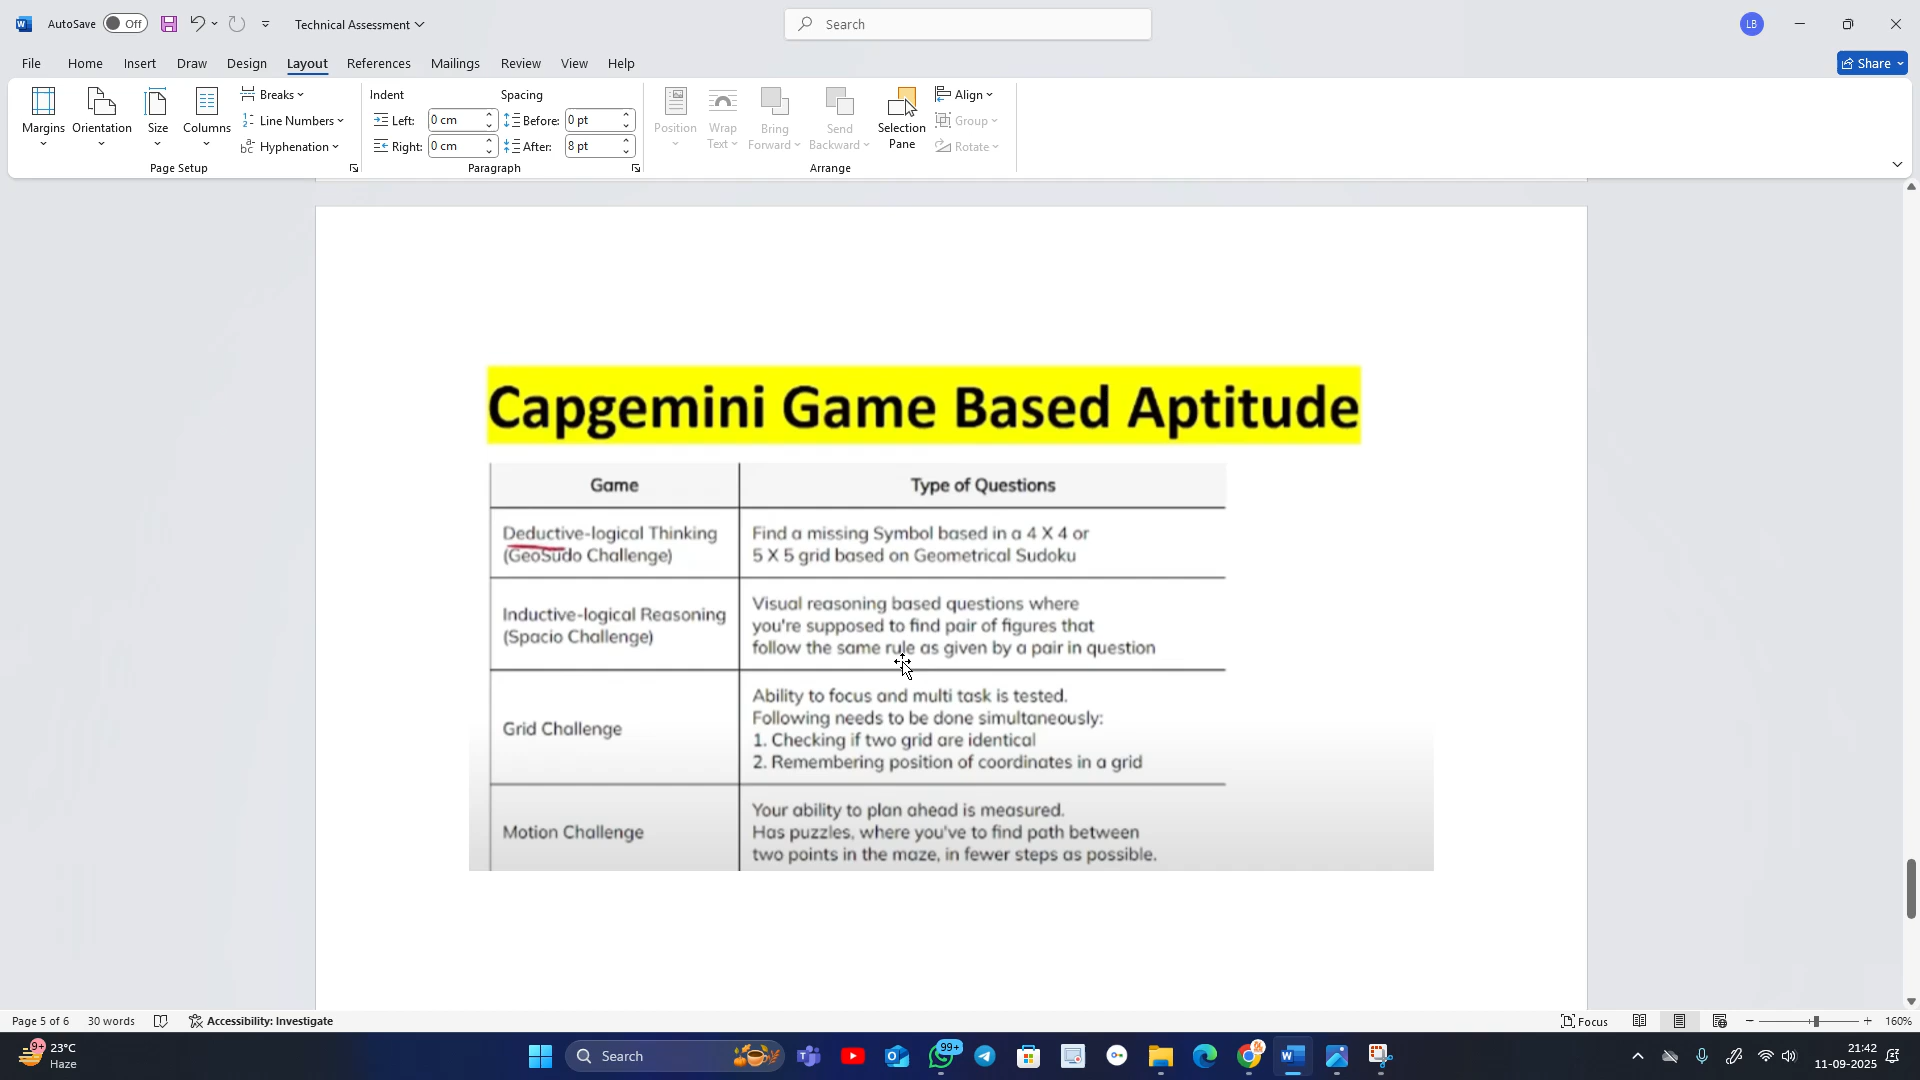 AutoSave Off Technical Assessment Search LB
File Home Insert Draw Design Layout References Mailings Review View Help Share
Margins Orientation Size Columns Breaks Line Numbers Hyphenation
Page Setup
Indent Spacing
Left: 0 cm Before: 0 pt
Right: 0 cm After: 8 pt
Paragraph
Position Wrap Text Bring Forward Send Backward Selection Pane Align Group Rotate
Arrange
Capgemini Game Based Aptitude
Game Type of Questions
Deductive-logical Thinking
(GeoSudo Challenge)
Find a missing Symbol based in a 4 X 4 or
5 X 5 grid based on Geometrical Sudoku
Inductive-logical Reasoning
(Spacio Challenge)
Visual reasoning based questions where
you're supposed to find pair of figures that
follow the same rule as given by a pair in question
Grid Challenge
Ability to focus and multi task is tested.
Following needs to be done simultaneously:
1. Checking if two grid are identical
2. Remembering position of coordinates in a grid
Motion Challenge
Your ability to plan ahead is measured.
Has puzzles, where you've to find path between
two points in the maze, in fewer steps as possible.
Page 5 of 6 30 words Accessibility: Investigate Focus 160%
9+ 23°C
Haze
Search
99+
21:42
11-09-2025